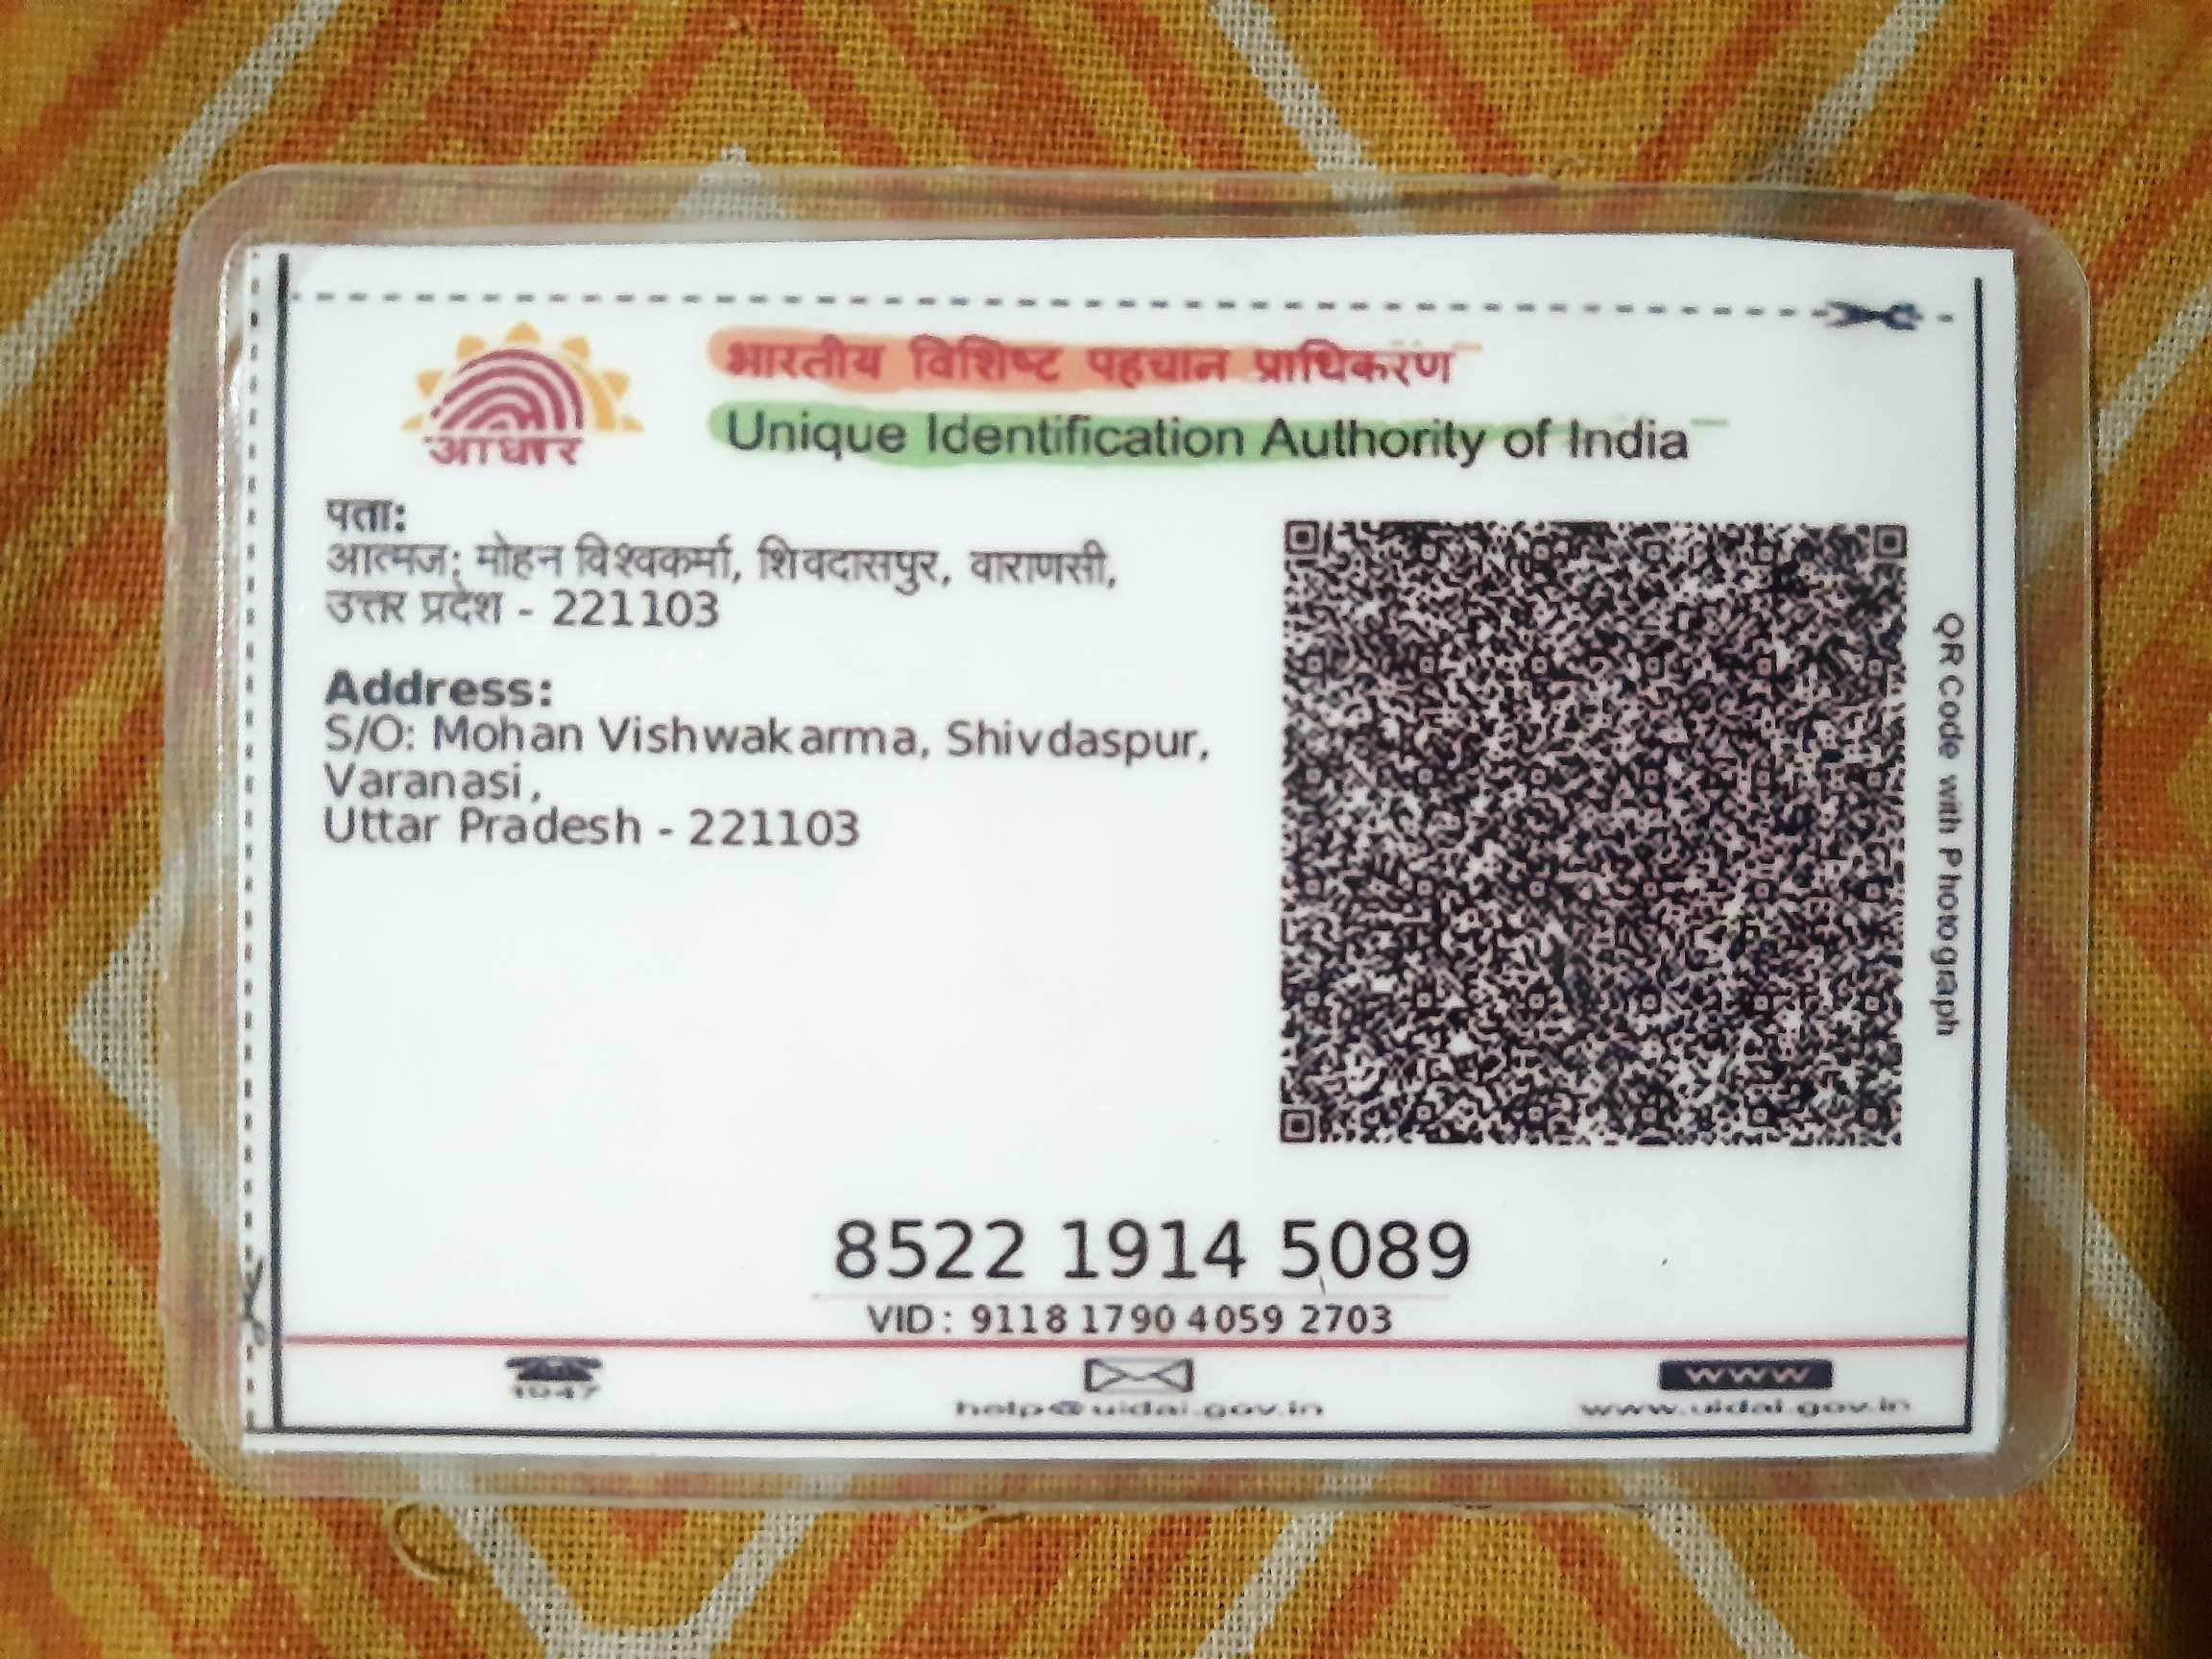 आधार
भारतीय विशिष्ट पहचान प्राधिकरण
Unique Identification Authority of India
पता:
आत्मज: मोहन विश्वकर्मा, शिवदासपुर, वाराणसी,
उत्तर प्रदेश - 221103
Address:
S/O: Mohan Vishwakarma, Shivdaspur,
Varanasi,
Uttar Pradesh - 221103
QR Code with Photograph
8522 1914 5089
VID : 9118 1790 4059 2703
1947
help@uidai.gov.in
www
www.uidai.gov.in